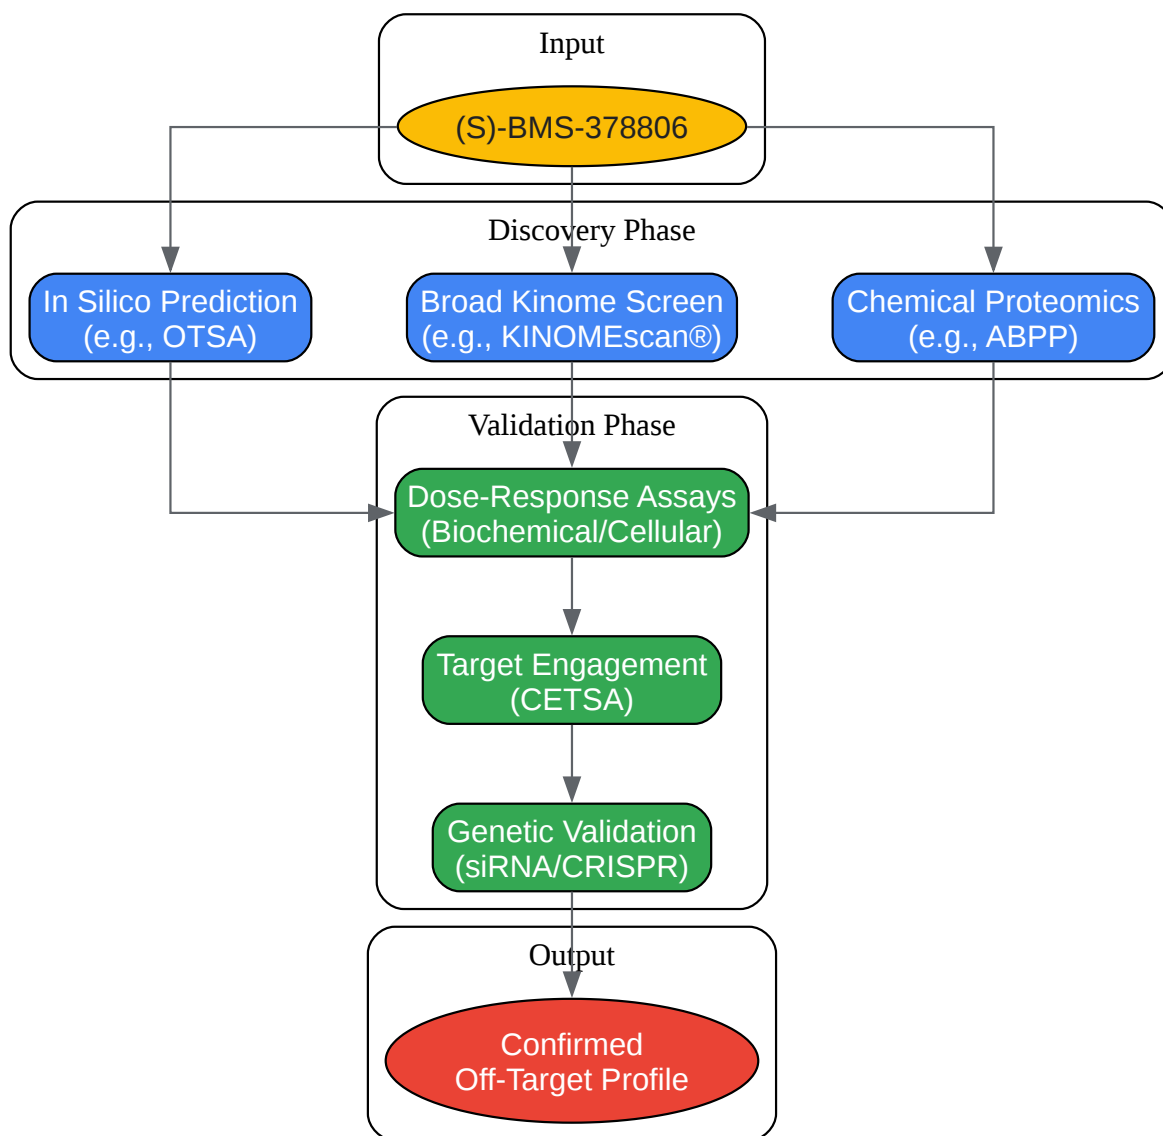 Input
(S)-BMS-378806
Discovery Phase
In Silico Prediction
(e.g., OTSA)
Broad Kinome Screen
(e.g., KINOMEscan®)
Chemical Proteomics
(e.g., ABPP)
Validation Phase
Dose-Response Assays
(Biochemical/Cellular)
Target Engagement
(CETSA)
Genetic Validation
(siRNA/CRISPR)
Output
Confirmed
Off-Target Profile